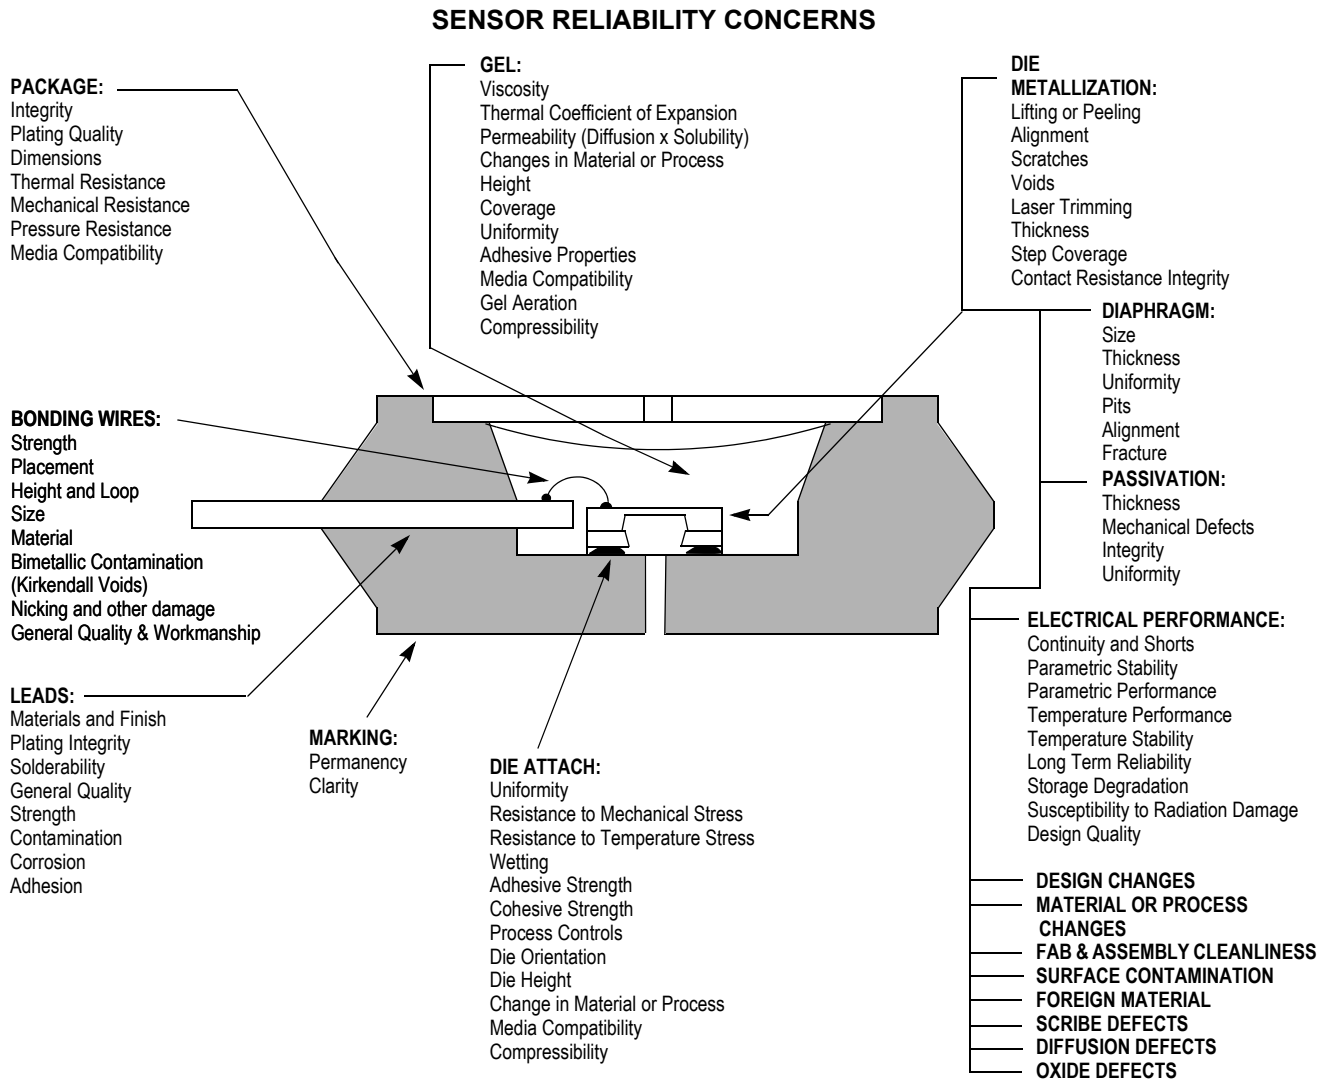 SENSOR RELIABILITY CONCERNS
PACKAGE:
Integrity
Plating Quality
Dimensions
Thermal Resistance
Mechanical Resistance
Pressure Resistance
Media Compatibility
GEL:
Viscosity
Thermal Coefficient of Expansion
Permeability (Diffusion x Solubility)
Changes in Material or Process
Height
Coverage
Uniformity
Adhesive Properties
Media Compatibility
Gel Aeration
Compressibility
DIE
METALLIZATION:
Lifting or Peeling
Alignment
Scratches
Voids
Laser Trimming
Thickness
Step Coverage
Contact Resistance Integrity
DIAPHRAGM:
Size
Thickness
Uniformity
Pits
Alignment
Fracture
PASSIVATION:
Thickness
Mechanical Defects
Integrity
Uniformity
BONDING WIRES:
Strength
Placement
Height and Loop
Size
Material
Bimetallic Contamination
(Kirkendall Voids)
Nicking and other damage
General Quality & Workmanship
LEADS:
Materials and Finish
Plating Integrity
Solderability
General Quality
Strength
Contamination
Corrosion
Adhesion
MARKING:
Permanency
Clarity
DIE ATTACH:
Uniformity
Resistance to Mechanical Stress
Resistance to Temperature Stress
Wetting
Adhesive Strength
Cohesive Strength
Process Controls
Die Orientation
Die Height
Change in Material or Process
Media Compatibility
Compressibility
ELECTRICAL PERFORMANCE:
Continuity and Shorts
Parametric Stability
Parametric Performance
Temperature Performance
Temperature Stability
Long Term Reliability
Storage Degradation
Susceptibility to Radiation Damage
Design Quality
DESIGN CHANGES
MATERIAL OR PROCESS
CHANGES
FAB & ASSEMBLY CLEANLINESS
SURFACE CONTAMINATION
FOREIGN MATERIAL
SCRIBE DEFECTS
DIFFUSION DEFECTS
OXIDE DEFECTS